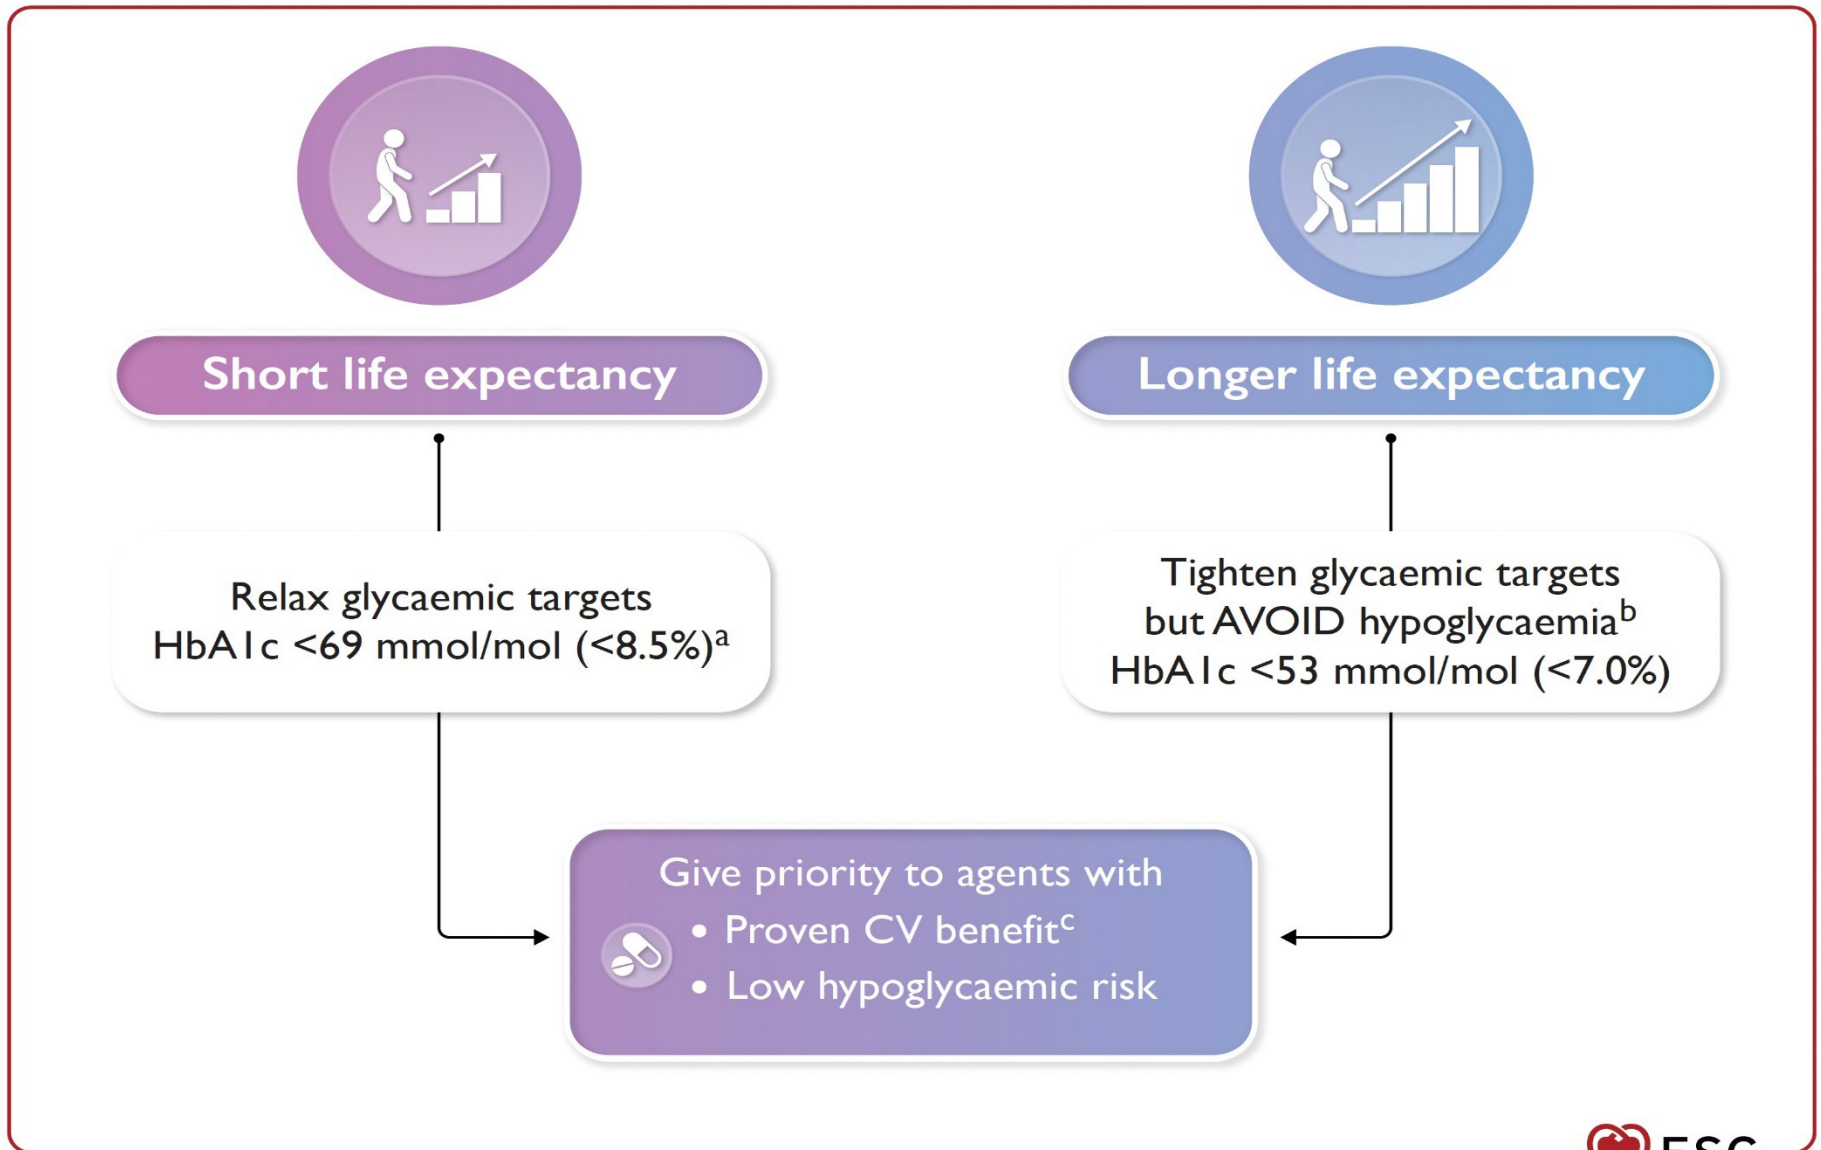 Short life expectancy
Longer life expectancy
Relax glycaemic targets
HbA1c <69 mmol/mol (<8.5%)ᵃ
Tighten glycaemic targets
but AVOID hypoglycaemiaᵇ
HbA1c <53 mmol/mol (<7.0%)
Give priority to agents with
• Proven CV benefitᶜ
• Low hypoglycaemic risk
ESC